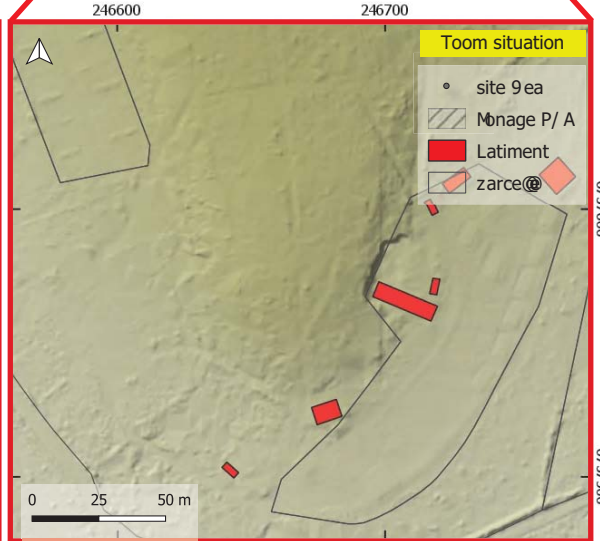 246600 246700
Toom situation
site 9ea
Monage P/ A
Latiment
zarce@
0 25 50 m